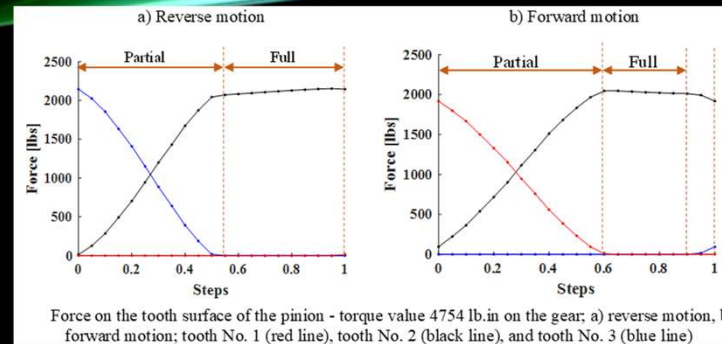 a) Reverse motion
b) Forward motion
Partial
Full
2500
2000
1500
1000
500
0
Force [lbs]
0
0.2
0.4
0.6
0.8
1
Steps
Partial
Full
2500
2000
1500
1000
500
0
Force [lbs]
0
0.2
0.4
0.6
0.8
1
Steps
Force on the tooth surface of the pinion - torque value 4754 lb.in on the gear; a) reverse motion,
forward motion; tooth No. 1 (red line), tooth No. 2 (black line), and tooth No. 3 (blue line)